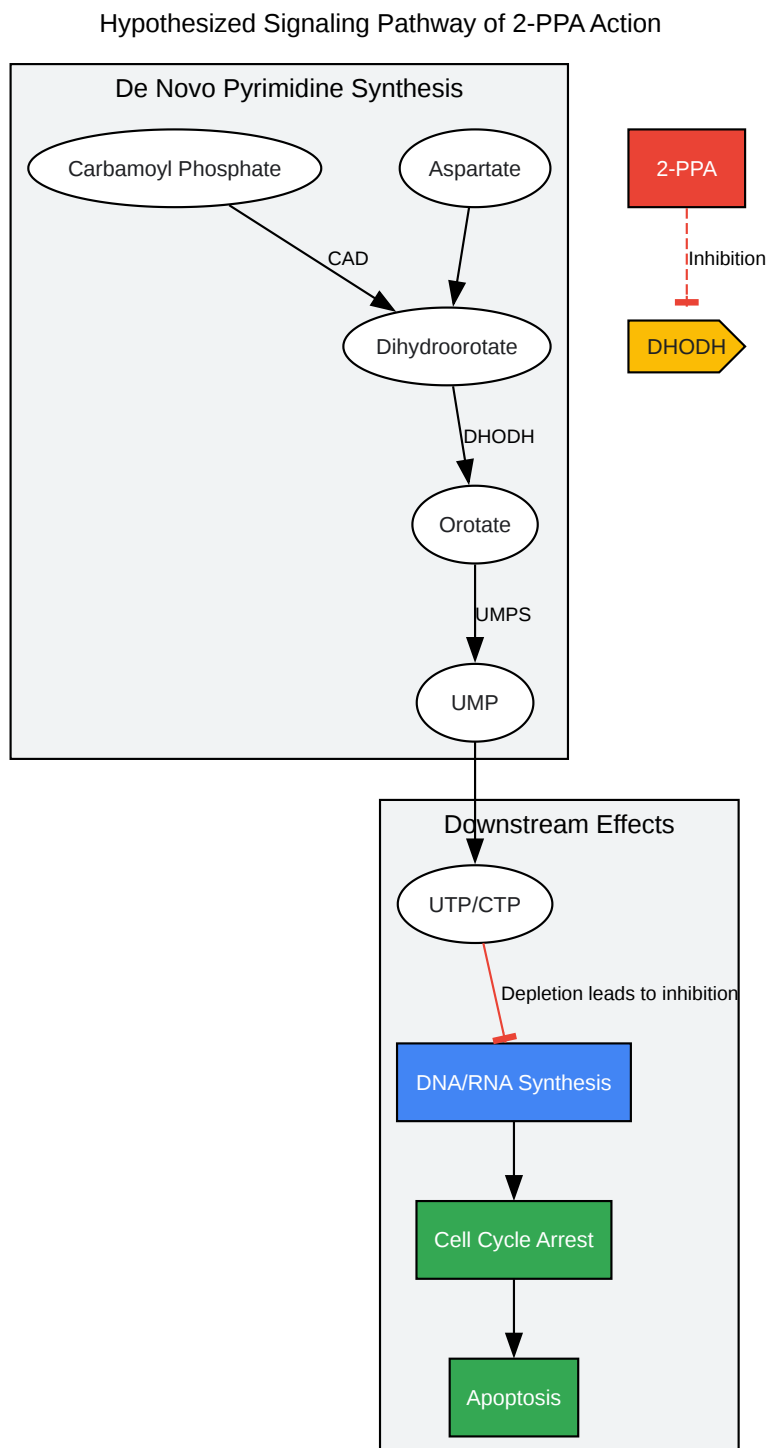 Hypothesized Signaling Pathway of 2-PPA Action
De Novo Pyrimidine Synthesis
Carbamoyl Phosphate
Aspartate
2-PPA
CAD
Inhibition
Dihydroorotate
DHODH
DHODH
Orotate
UMPS
UMP
Downstream Effects
UTP/CTP
Depletion leads to inhibition
DNA/RNA Synthesis
Cell Cycle Arrest
Apoptosis